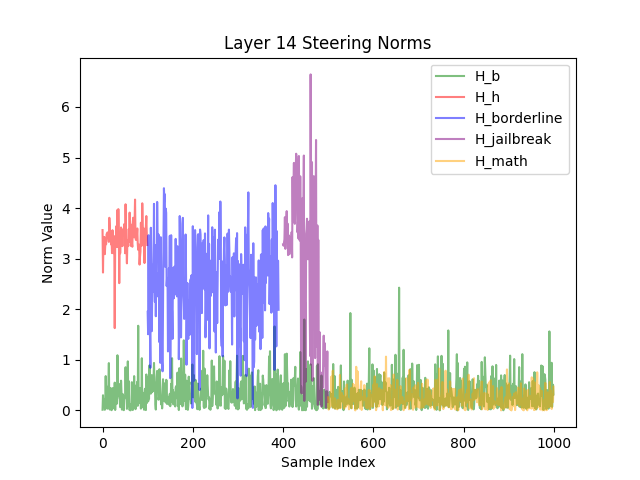 Layer 14 Steering Norms
H_b
H_h
H_borderline
H_jailbreak
H_math
6
5
4
3
2
1
0
Norm Value
0 200 400 600 800 1000
Sample Index